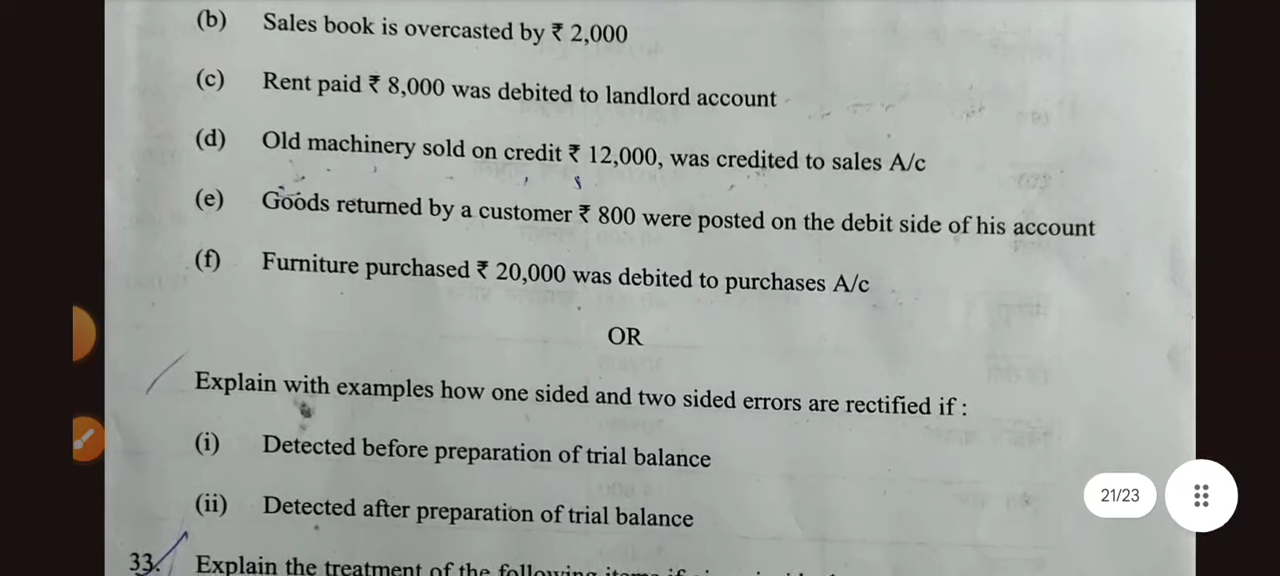 (b) Sales book is overcasted by ₹ 2,000
(c) Rent paid ₹ 8,000 was debited to landlord account
(d) Old machinery sold on credit ₹ 12,000, was credited to sales A/c
(e) Goods returned by a customer ₹ 800 were posted on the debit side of his account
(f) Furniture purchased ₹ 20,000 was debited to purchases A/c
OR
Explain with examples how one sided and two sided errors are rectified if :
(i) Detected before preparation of trial balance
21/23
(ii) Detected after preparation of trial balance
33. Explain the treatment of the following items if